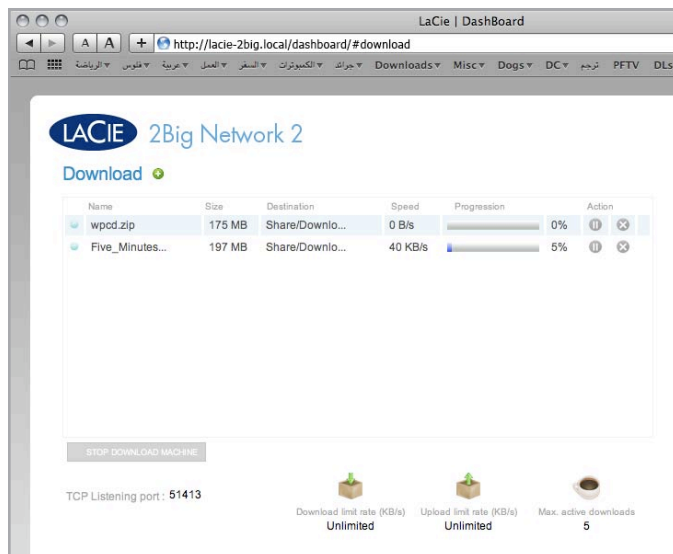 LaCie | DashBoard
A A + http://lacie-2big.local/dashboard/#download
الرياضة فلوس عربية العمل السفر الكمبيوترات جرائد Downloads Misc Dogs DC ترجم PFTV DLs
LACIE 2Big Network 2
Download
Name Size Destination Speed Progression Action
wpcd.zip 175 MB Share/Downlo... 0 B/s 0%
Five_Minutes... 197 MB Share/Downlo... 40 KB/s 5%
STOP DOWNLOAD MACHINE
TCP Listening port : 51413
Download limit rate (KB/s) Upload limit rate (KB/s) Max. active downloads
Unlimited Unlimited 5